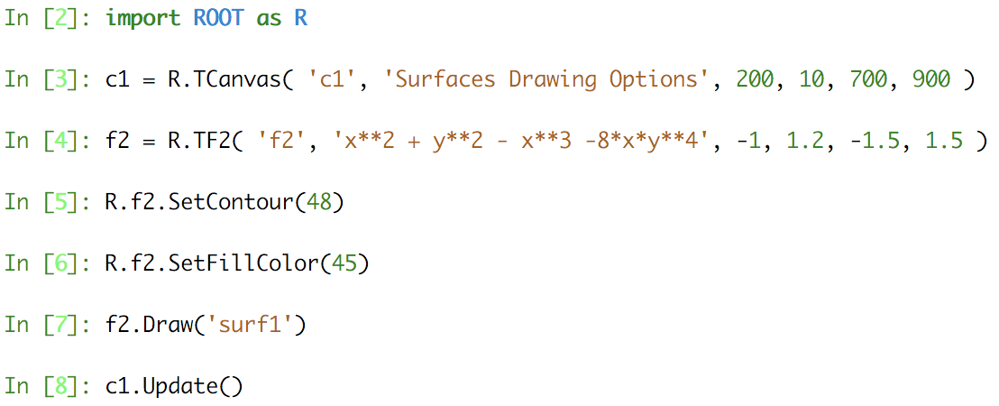 In [2]: import ROOT as R
In [3]: c1 = R.TCanvas( 'c1', 'Surfaces Drawing Options', 200, 10, 700, 900 )
In [4]: f2 = R.TF2( 'f2', 'x**2 + y**2 - x**3 -8*x*y**4', -1, 1.2, -1.5, 1.5 )
In [5]: R.f2.SetContour(48)
In [6]: R.f2.SetFillColor(45)
In [7]: f2.Draw('surf1')
In [8]: c1.Update()